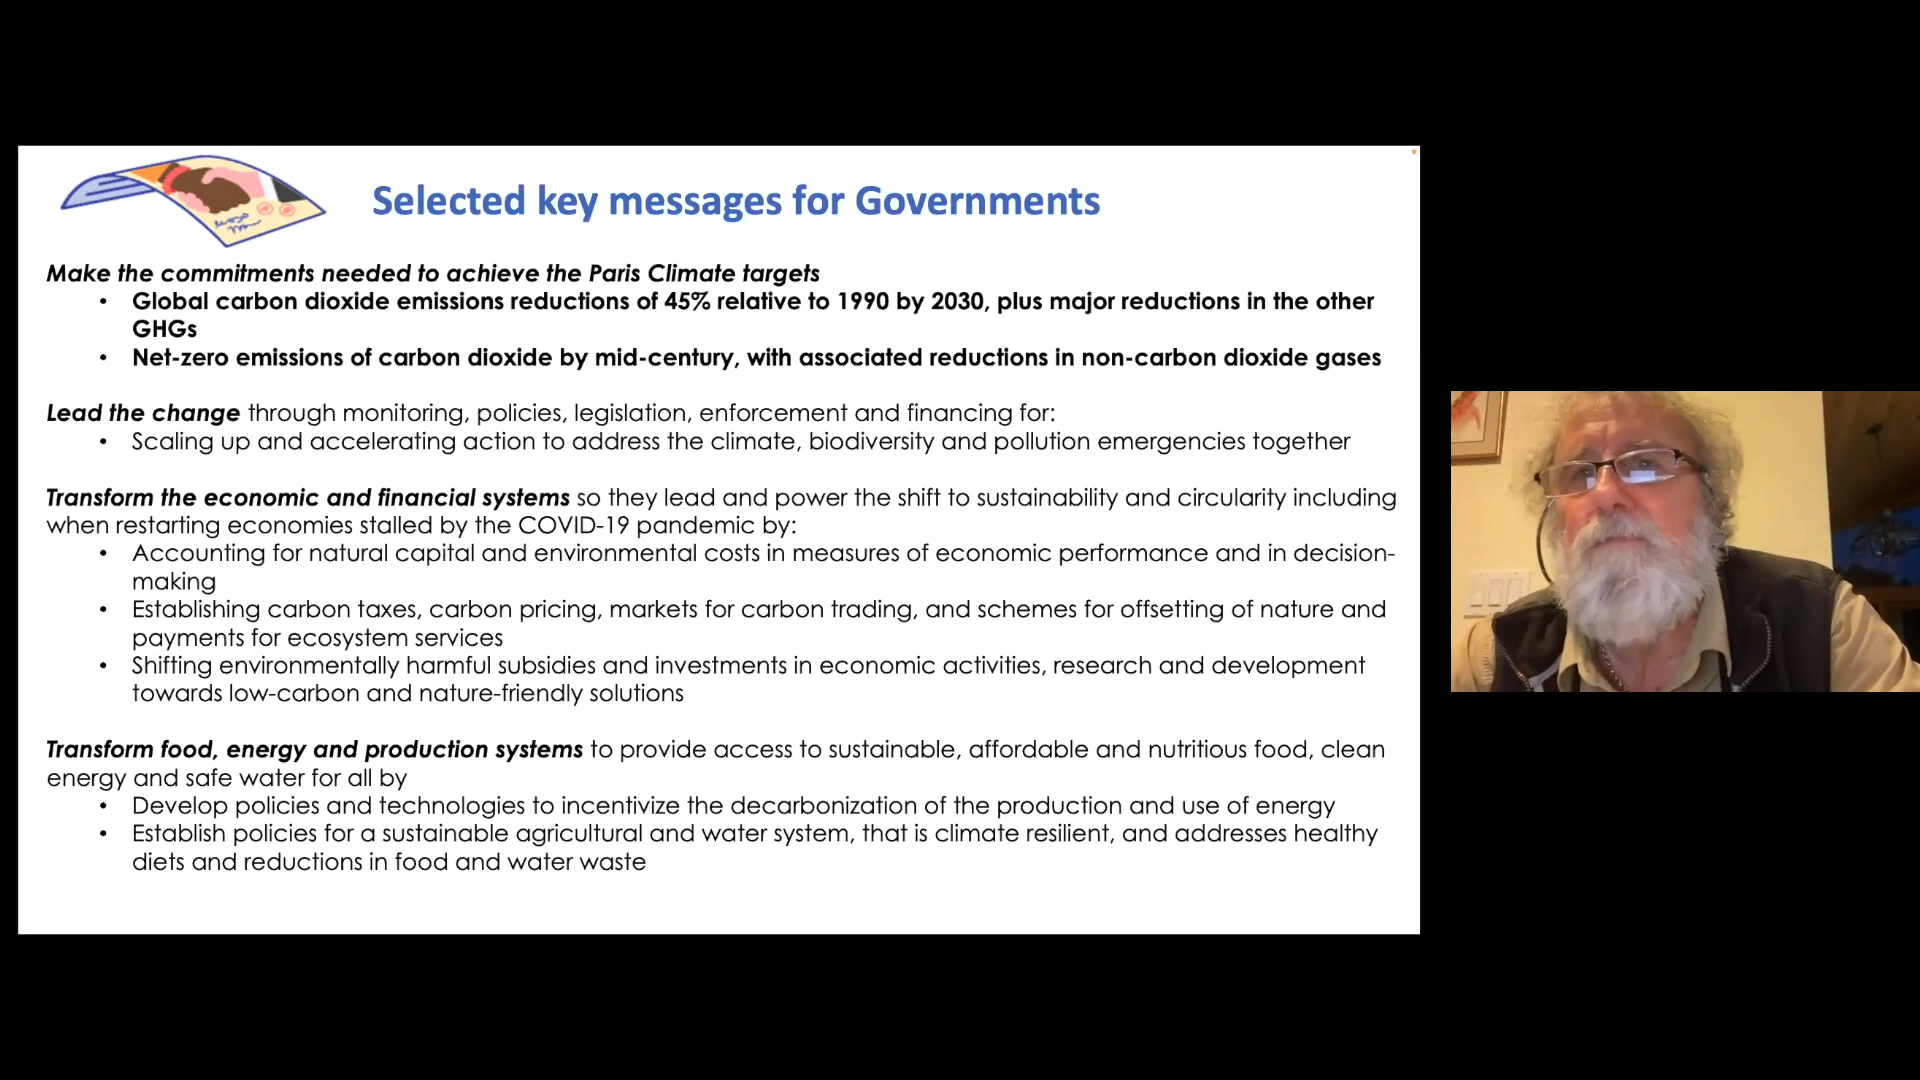 Selected key messages for Governments
Make the commitments needed to achieve the Paris Climate targets
• Global carbon dioxide emissions reductions of 45% relative to 1990 by 2030, plus major reductions in the other
GHGs
• Net-zero emissions of carbon dioxide by mid-century, with associated reductions in non-carbon dioxide gases
Lead the change through monitoring, policies, legislation, enforcement and financing for:
• Scaling up and accelerating action to address the climate, biodiversity and pollution emergencies together
Transform the economic and financial systems so they lead and power the shift to sustainability and circularity including
when restarting economies stalled by the COVID-19 pandemic by:
• Accounting for natural capital and environmental costs in measures of economic performance and in decision-
making
• Establishing carbon taxes, carbon pricing, markets for carbon trading, and schemes for offsetting of nature and
payments for ecosystem services
• Shifting environmentally harmful subsidies and investments in economic activities, research and development
towards low-carbon and nature-friendly solutions
Transform food, energy and production systems to provide access to sustainable, affordable and nutritious food, clean
energy and safe water for all by
• Develop policies and technologies to incentivize the decarbonization of the production and use of energy
• Establish policies for a sustainable agricultural and water system, that is climate resilient, and addresses healthy
diets and reductions in food and water waste